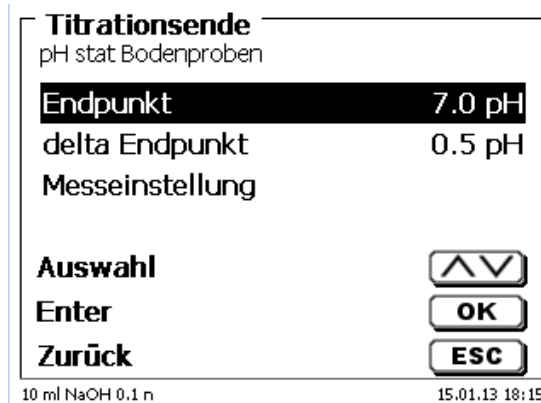 Titrationsende
pH stat Bodenproben
Endpunkt 7.0 pH
delta Endpunkt 0.5 pH
Messeinstellung
Auswahl
Enter OK
Zurück ESC
10 ml NaOH 0.1 n 15.01.13 18:15